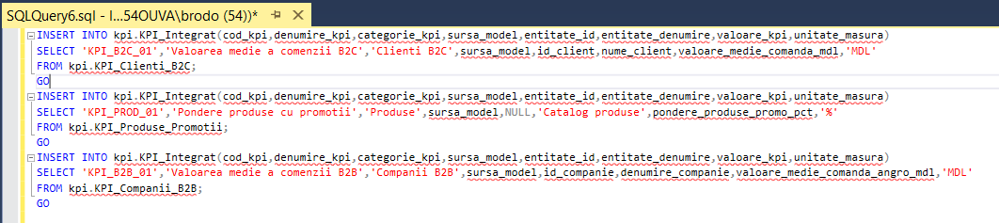 SQLQuery6.sql - I...54OUVA\brodo (54))*
INSERT INTO kpi.KPI_Integrat(cod_kpi,denumire_kpi,categorie_kpi,sursa_model,entitate_id,entitate_denumire,valoare_kpi,unitate_masura)
SELECT 'KPI_B2C_01','Valoarea medie a comenzii B2C','Clienti B2C',sursa_model,id_client,nume_client,valoare_medie_comanda_mdl,'MDL'
FROM kpi.KPI_Clienti_B2C;
GO
INSERT INTO kpi.KPI_Integrat(cod_kpi,denumire_kpi,categorie_kpi,sursa_model,entitate_id,entitate_denumire,valoare_kpi,unitate_masura)
SELECT 'KPI_PROD_01','Pondere produse cu promotii','Produse',sursa_model,NULL,'Catalog produse',pondere_produse_promo_pct,'%'
FROM kpi.KPI_Produse_Promotii;
GO
INSERT INTO kpi.KPI_Integrat(cod_kpi,denumire_kpi,categorie_kpi,sursa_model,entitate_id,entitate_denumire,valoare_kpi,unitate_masura)
SELECT 'KPI_B2B_01','Valoarea medie a comenzii B2B','Companii B2B',sursa_model,id_companie,denumire_companie,valoare_medie_comanda_angro_mdl,'MDL'
FROM kpi.KPI_Companii_B2B;
GO